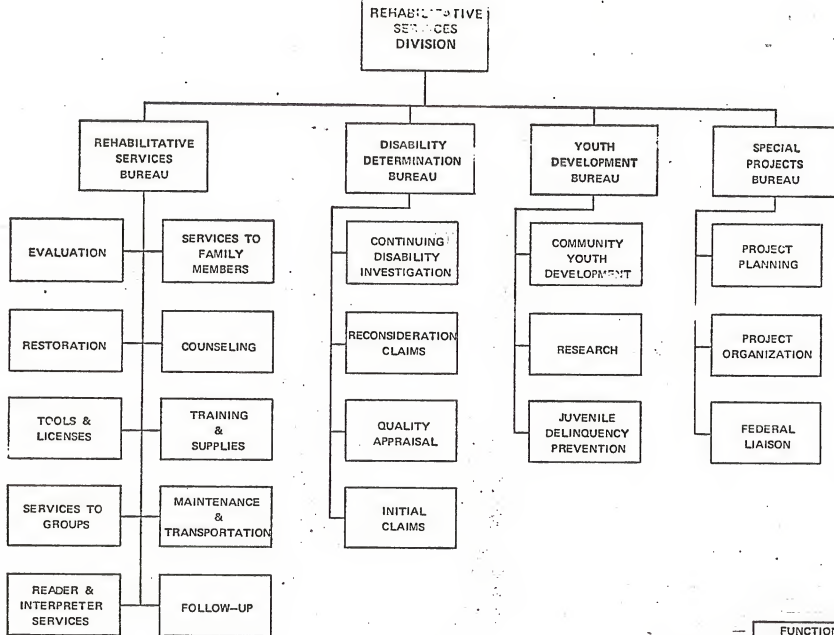 REHABILITATIVE
SERVICES
DIVISION
REHABILITATIVE
SERVICES
BUREAU
DISABILITY
DETERMINATION
BUREAU
YOUTH
DEVELOPMENT
BUREAU
SPECIAL
PROJECTS
BUREAU
EVALUATION
SERVICES TO
FAMILY
MEMBERS
RESTORATION
COUNSELING
TOOLS &
LICENSES
TRAINING
&
SUPPLIES
SERVICES TO
GROUPS
MAINTENANCE
&
TRANSPORTATION
READER &
INTERPRETER
SERVICES
FOLLOW-UP
CONTINUING
DISABILITY
INVESTIGATION
RECONSIDERATION
CLAIMS
QUALITY
APPRAISAL
INITIAL
CLAIMS
COMMUNITY
YOUTH
DEVELOPMENT
RESEARCH
JUVENILE
DELINQUENCY
PREVENTION
PROJECT
PLANNING
PROJECT
ORGANIZATION
FEDERAL
LIAISON